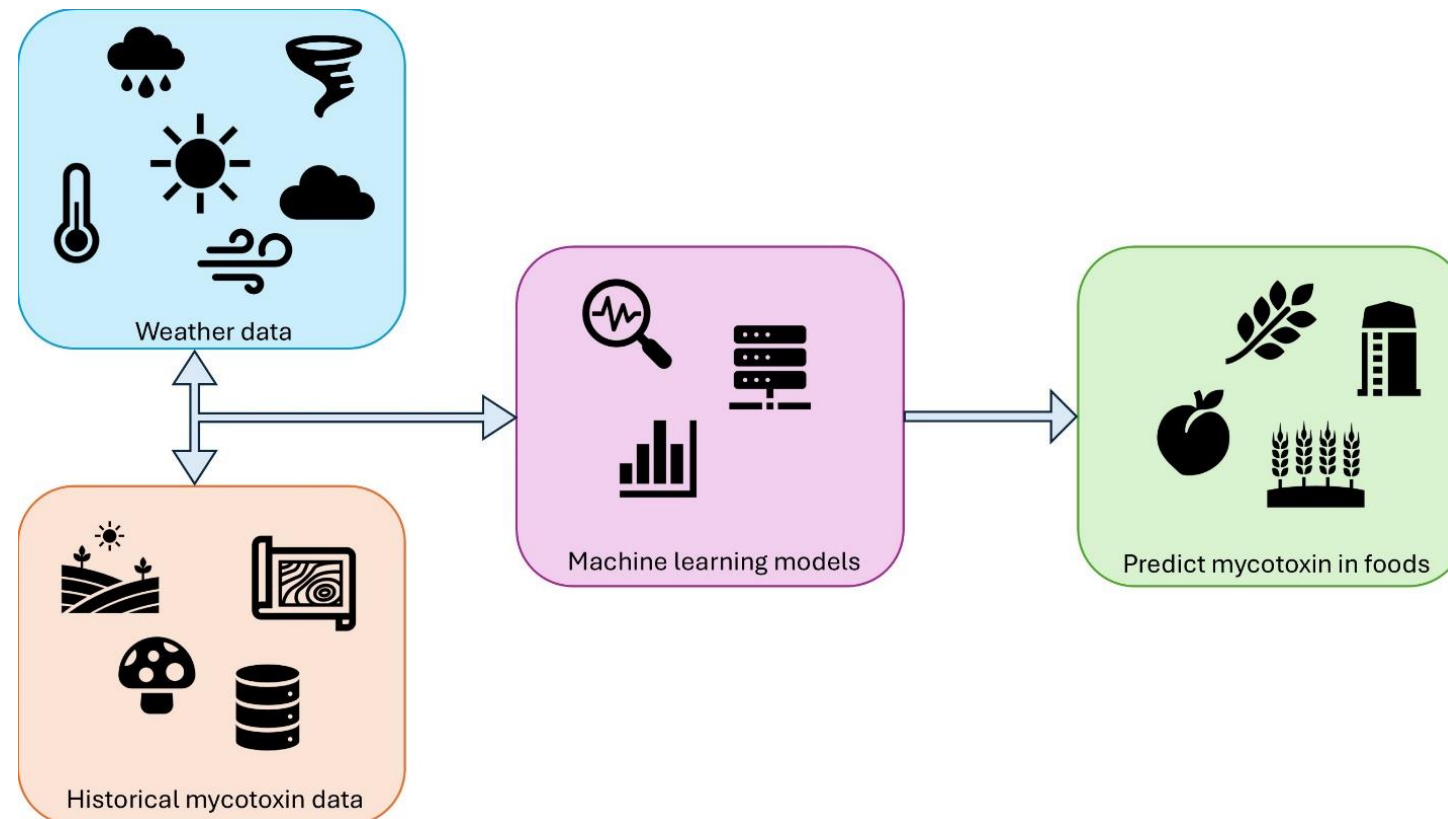 Weather data
Machine learning models
Predict mycotoxin in foods
Historical mycotoxin data